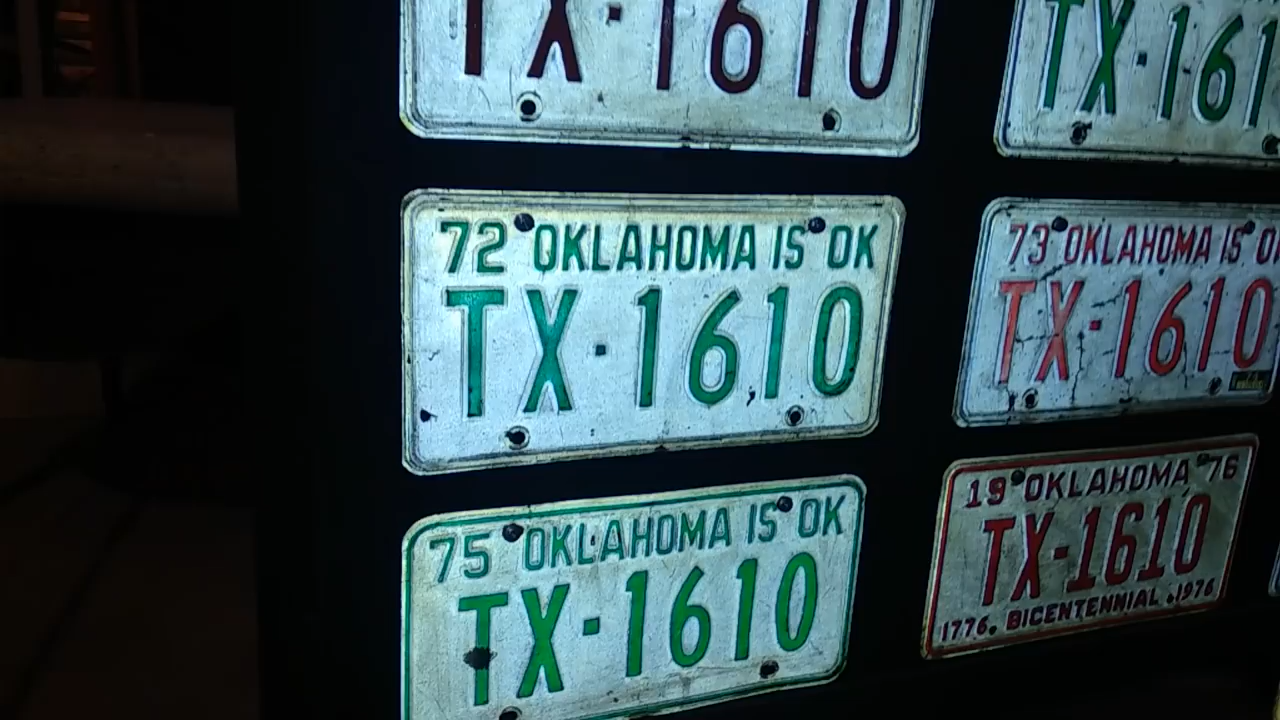 TX·1610
TX·161
72 OKLAHOMA IS OK
TX·1610
73 OKLAHOMA IS OK
TX·1610
75 OKLAHOMA IS OK
TX-1610
19 OKLAHOMA 76
TX-1610
1776 BICENTENNIAL 1976